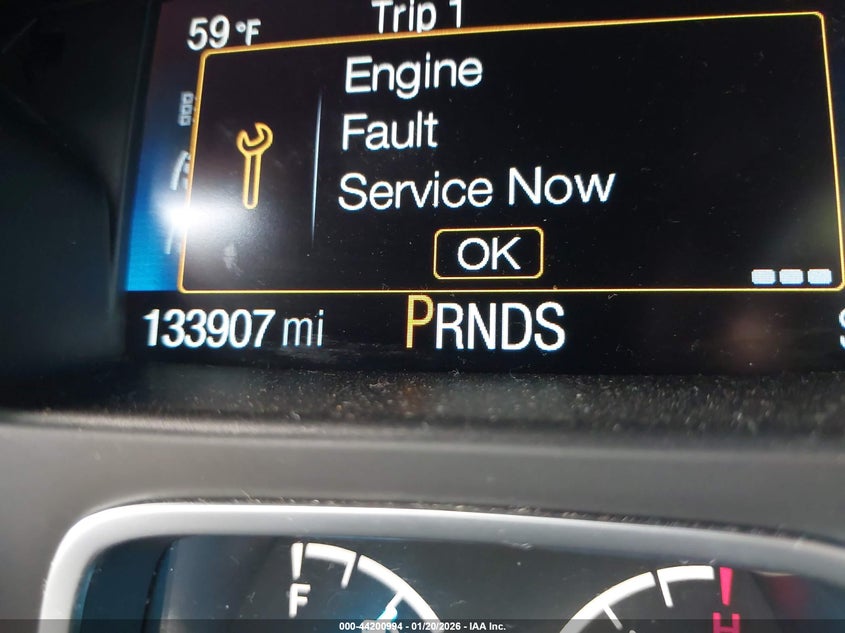 59 °F
Trip 1
Engine
Fault
Service Now
OK
133907 mi
PRNDS
F
H
000-44200994 - 01/20/2026 - IAA Inc.